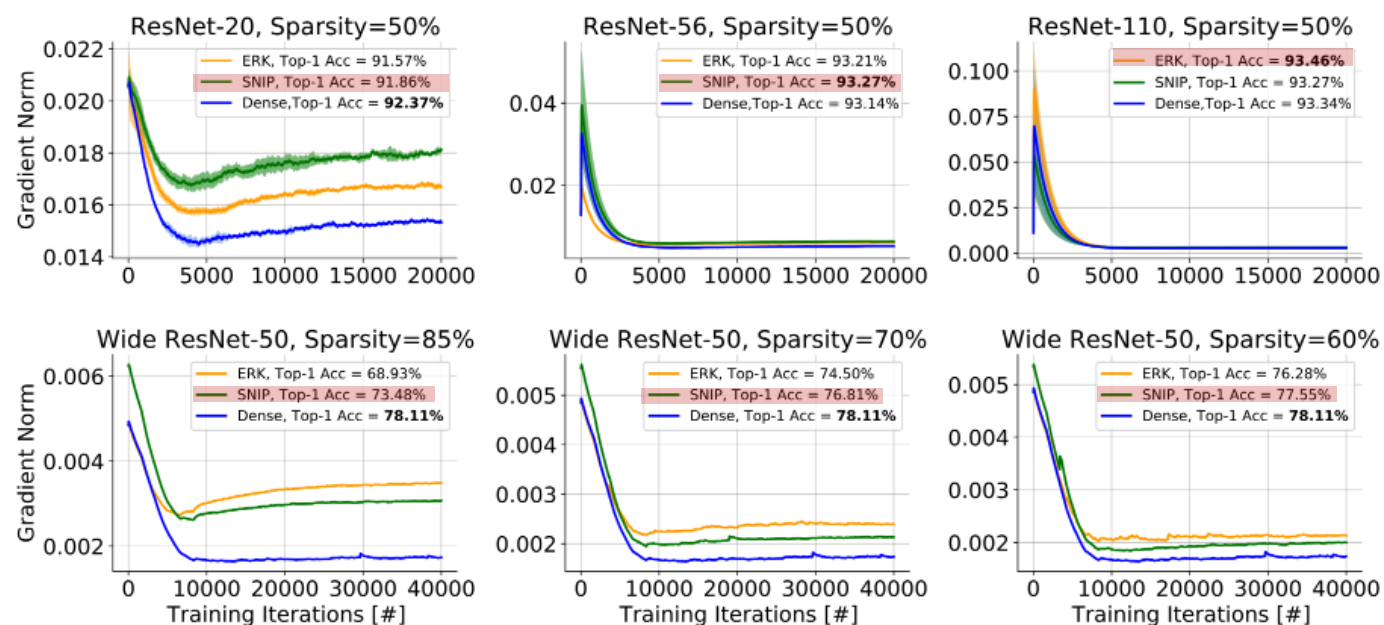 ResNet-20, Sparsity=50%
Gradient Norm
0.022
0.020
0.018
0.016
0.014
ERK, Top-1 Acc = 91.57%
SNIP, Top-1 Acc = 91.86%
Dense,Top-1 Acc = 92.37%
0 5000 10000 15000 20000
ResNet-56, Sparsity=50%
0.04
0.02
ERK, Top-1 Acc = 93.21%
SNIP, Top-1 Acc = 93.27%
Dense,Top-1 Acc = 93.14%
0 5000 10000 15000 20000
ResNet-110, Sparsity=50%
0.100
0.075
0.050
0.025
0.000
ERK, Top-1 Acc = 93.46%
SNIP, Top-1 Acc = 93.27%
Dense,Top-1 Acc = 93.34%
0 5000 10000 15000 20000
Wide ResNet-50, Sparsity=85%
Gradient Norm
0.006
0.004
0.002
ERK, Top-1 Acc = 68.93%
SNIP, Top-1 Acc = 73.48%
Dense, Top-1 Acc = 78.11%
0 10000 20000 30000 40000
Training Iterations [#]
Wide ResNet-50, Sparsity=70%
0.005
0.004
0.003
0.002
ERK, Top-1 Acc = 74.50%
SNIP, Top-1 Acc = 76.81%
Dense, Top-1 Acc = 78.11%
0 10000 20000 30000 40000
Training Iterations [#]
Wide ResNet-50, Sparsity=60%
0.005
0.004
0.003
0.002
ERK, Top-1 Acc = 76.28%
SNIP, Top-1 Acc = 77.55%
Dense, Top-1 Acc = 78.11%
0 10000 20000 30000 40000
Training Iterations [#]